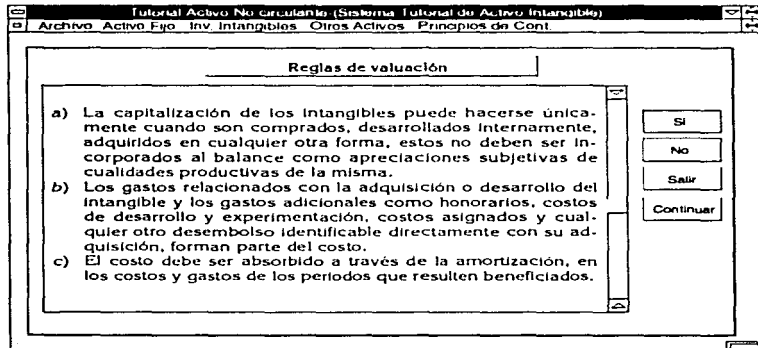 Tutorial Activo No circulante-(Sistema Tutorial de Activo Intangible)
Archivo Activo Fijo Inv. Intangibles Otros Activos Principios de Cont.
Reglas de valuación
a) La capitalización de los intangibles puede hacerse única-
mente cuando son comprados, desarrollados internamente,
adquiridos en cualquier otra forma, estos no deben ser in-
corporados al balance como apreciaciones subjetivas de
cualidades productivas de la misma.
b) Los gastos relacionados con la adquisición o desarrollo del
intangible y los gastos adicionales como honorarios, costos
de desarrollo y experimentación, costos asignados y cual-
quier otro desembolso identificable directamente con su ad-
quisición, forman parte del costo.
c) El costo debe ser absorbido a través de la amortización, en
los costos y gastos de los períodos que resulten beneficiados.
Si
No
Salir
Continuar